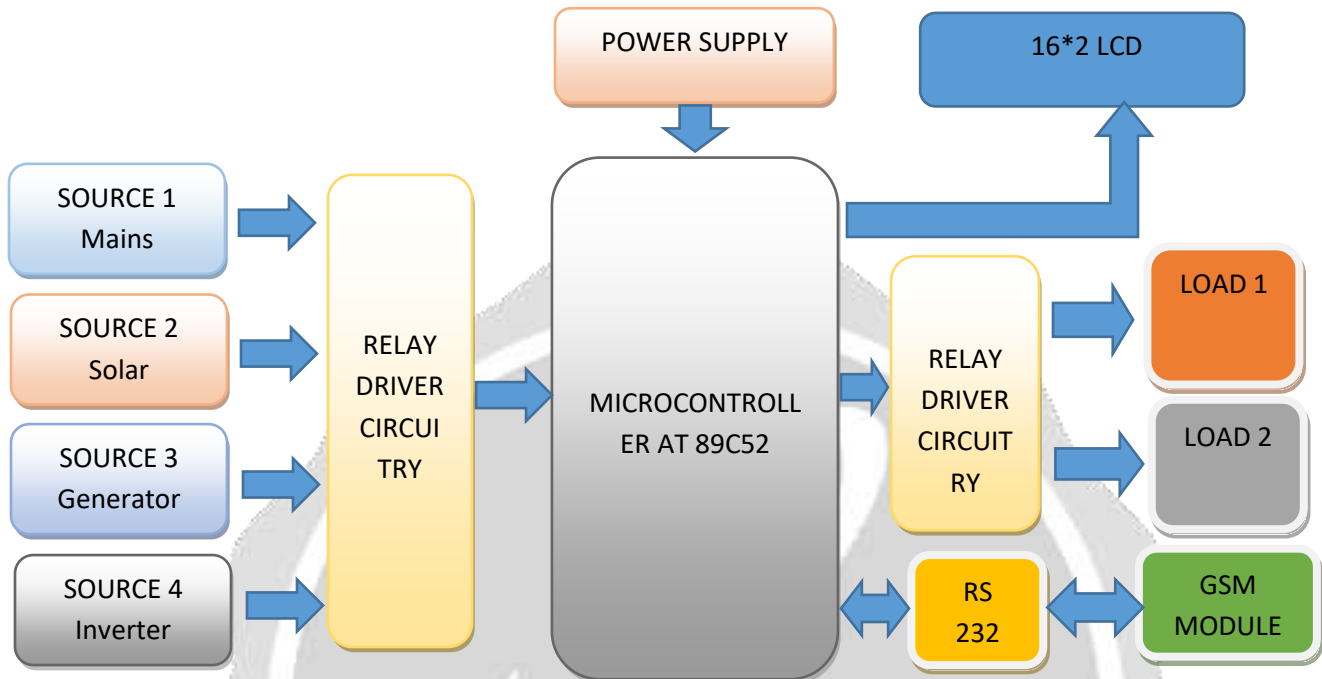 POWER SUPPLY
16*2 LCD
SOURCE 1
Mains
SOURCE 2
Solar
SOURCE 3
Generator
SOURCE 4
Inverter
RELAY
DRIVER
CIRCUI
TRY
MICROCONTROLL
ER AT 89C52
RELAY
DRIVER
CIRCUIT
RY
LOAD 1
LOAD 2
RS
232
GSM
MODULE